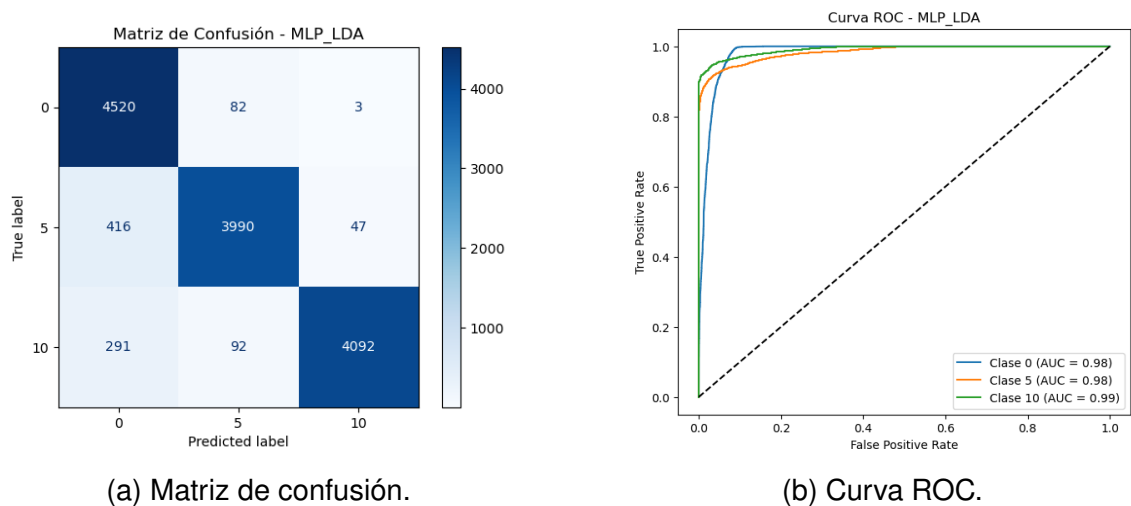 Matriz de Confusión - MLP_LDA
True label
0
5
10
4520 82 3
416 3990 47
291 92 4092
0 5 10
Predicted label
4000
3000
2000
1000
(a) Matriz de confusión.
Curva ROC - MLP_LDA
True Positive Rate
1.0
0.8
0.6
0.4
0.2
0.0
Clase 0 (AUC = 0.98)
Clase 5 (AUC = 0.98)
Clase 10 (AUC = 0.99)
0.0 0.2 0.4 0.6 0.8 1.0
False Positive Rate
(b) Curva ROC.